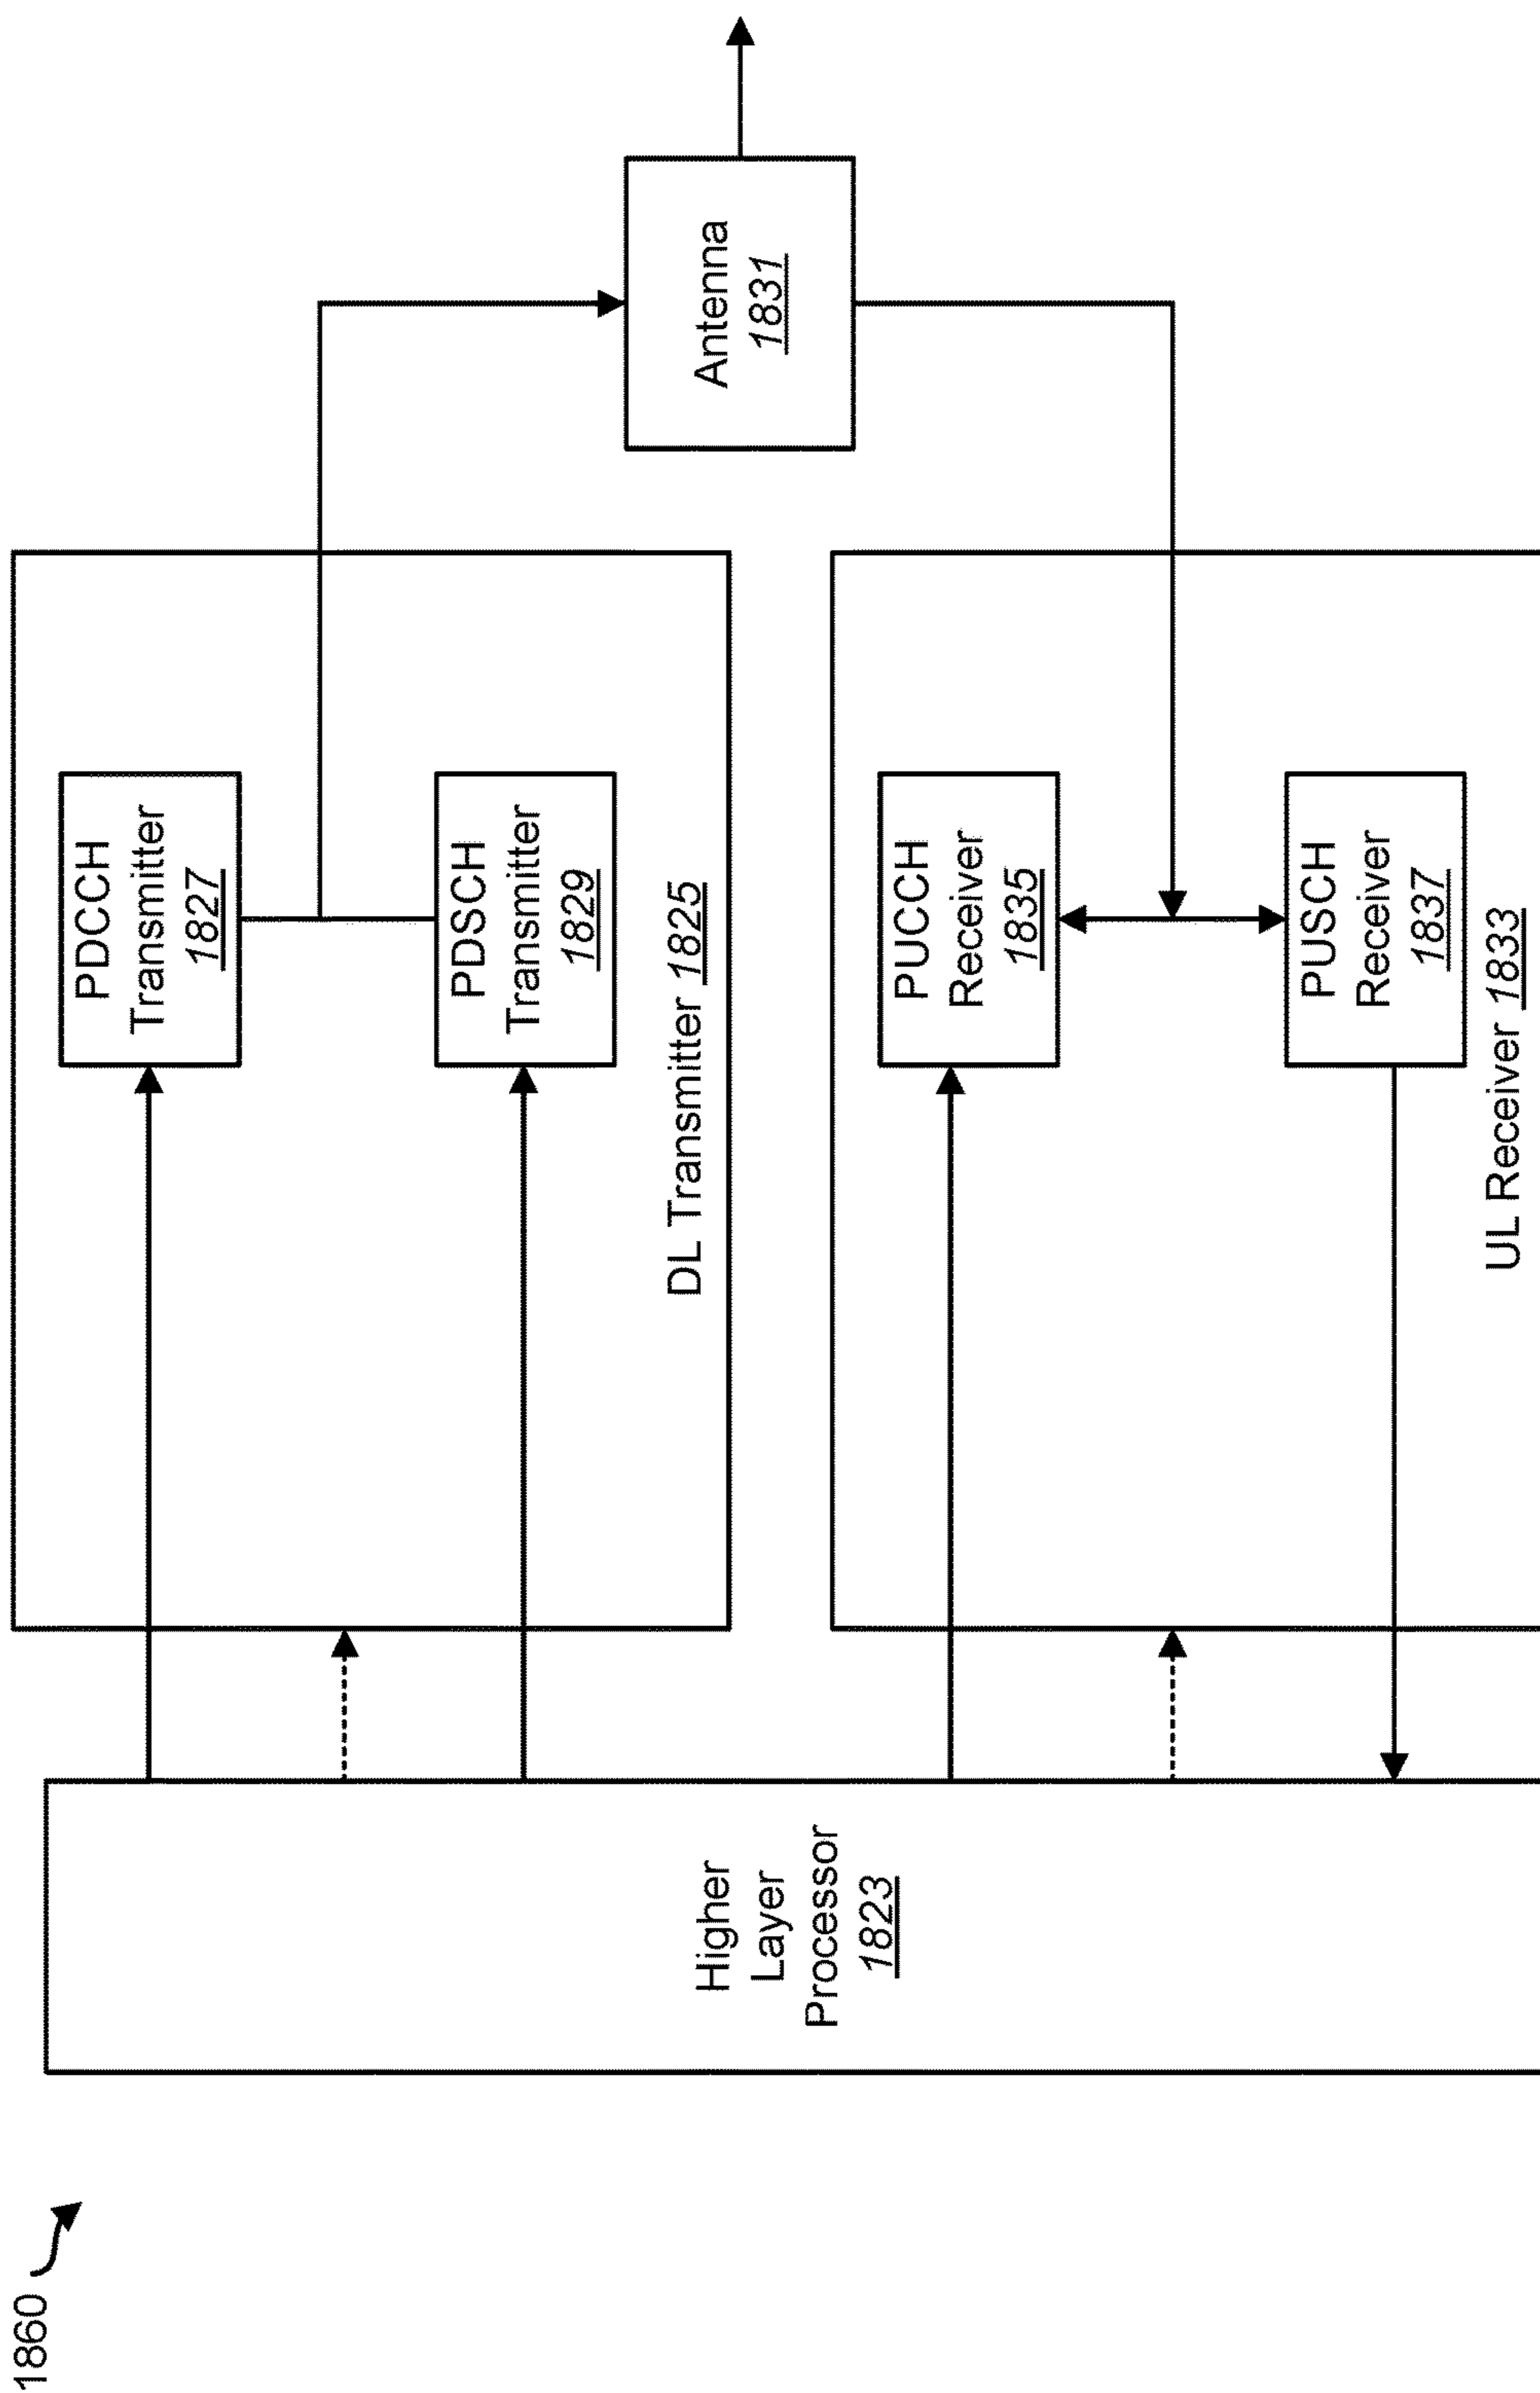 1860
Higher
Layer
Processor
1823
PDCCH
Transmitter
1827
PDSCH
Transmitter
1829
DL Transmitter 1825
PUCCH
Receiver
1835
PUSCH
Receiver
1837
UL Receiver 1833
Antenna
1831